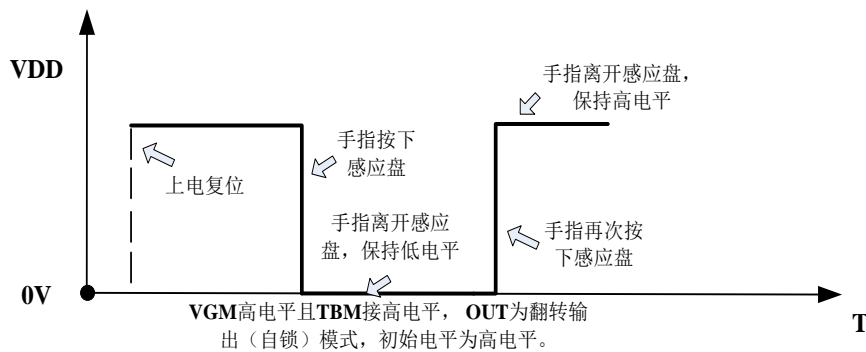 VDD
手指离开感应盘，
保持高电平
手指按下
感应盘
上电复位
手指离开感应
盘，保持低电平
手指再次按
下感应盘
0V
T
VGM高电平且TBM接高电平， OUT为翻转输
出（自锁）模式，初始电平为高电平。